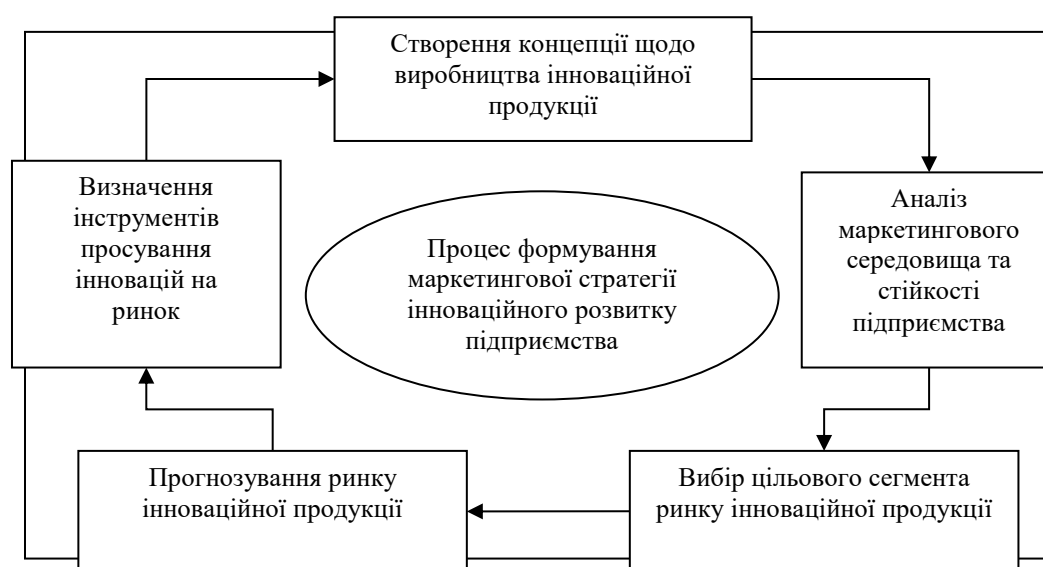 Створення концепції щодо
виробництва інноваційної
продукції
Визначення
інструментів
просування
інновацій на
ринок
Процес формування
маркетингової стратегії
інноваційного розвитку
підприємства
Аналіз
маркетингового
середовища та
стійкості
підприємства
Прогнозування ринку
інноваційної продукції
Вибір цільового сегмента
ринку інноваційної продукції